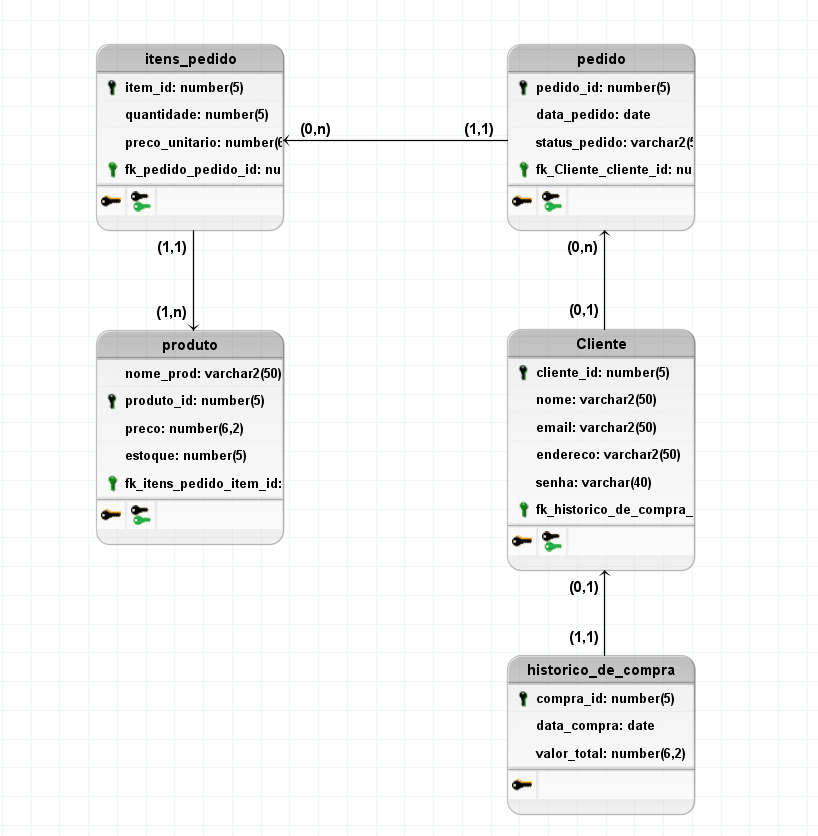 itens_pedido
item_id: number(5)
quantidade: number(5)
preco_unitario: number(6
fk_pedido_pedido_id: nu
(0,n)
(1,1)
pedido
pedido_id: number(5)
data_pedido: date
status_pedido: varchar2(5
fk_Cliente_cliente_id: nu
(1,1)
(1,n)
(0,n)
(0,1)
produto
nome_prod: varchar2(50)
produto_id: number(5)
preco: number(6,2)
estoque: number(5)
fk_itens_pedido_item_id:
Cliente
cliente_id: number(5)
nome: varchar2(50)
email: varchar2(50)
endereco: varchar2(50)
senha: varchar(40)
fk_historico_de_compra_
(0,1)
(1,1)
historico_de_compra
compra_id: number(5)
data_compra: date
valor_total: number(6,2)